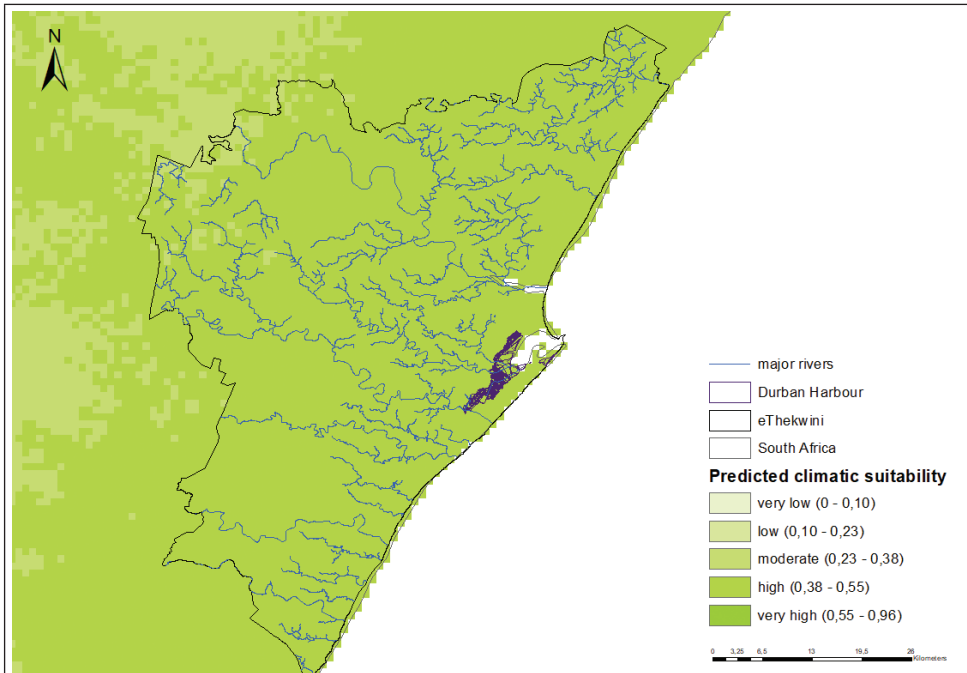 N
major rivers
Durban Harbour
eThekwini
South Africa
Predicted climatic suitability
very low (0 - 0,10)
low (0,10 - 0,23)
moderate (0,23 - 0,38)
high (0,38 - 0,55)
very high (0,55 - 0,96)
0 3,25 6,5 13 19,5 26
Kilometers